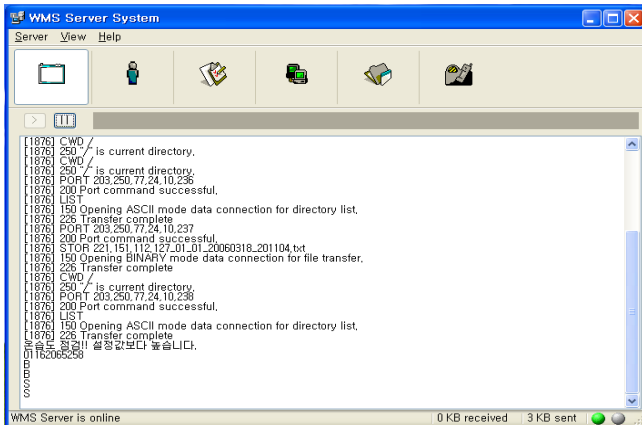 WMS Server System
Server View Help
[1876] CWD /
[1876] 250 "/" is current directory,
[1876] CWD /
[1876] 250 "/" is current directory,
[1876] PORT 203,250,77,24,10,236
[1876] 200 Port command successful,
[1876] LIST
[1876] 150 Opening ASCII mode data connection for directory list,
[1876] 226 Transfer complete
[1876] PORT 203,250,77,24,10,237
[1876] 200 Port command successful,
[1876] STOR 221,151,112,127_01_01_20060318_201104,txt
[1876] 150 Opening BINARY mode data connection for file transfer,
[1876] 226 Transfer complete
[1876] CWD /
[1876] 250 "/" is current directory,
[1876] PORT 203,250,77,24,10,238
[1876] 200 Port command successful,
[1876] LIST
[1876] 150 Opening ASCII mode data connection for directory list,
[1876] 226 Transfer complete
온습도 점검!! 설정값보다 높습니다,
01162065258
B
B
S
S
WMS Server is online 0 KB received 3 KB sent